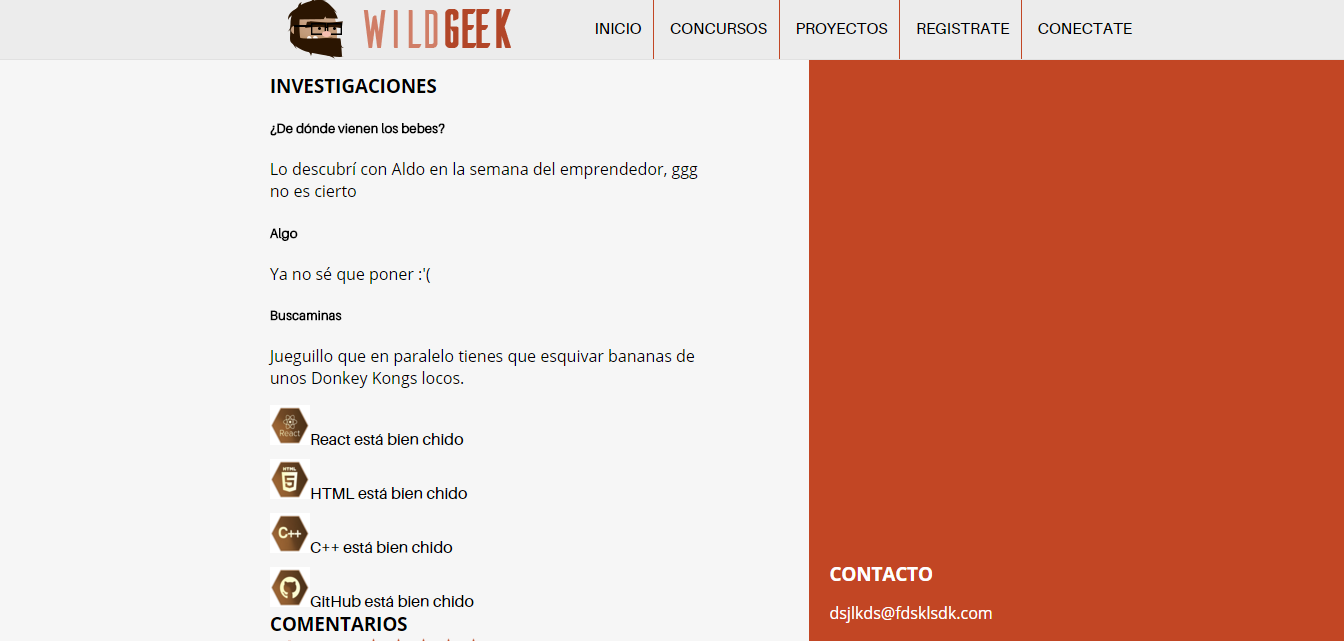 WILDGEEK
INICIO
CONCURSOS
PROYECTOS
REGISTRATE
CONECTATE
INVESTIGACIONES
¿De dónde vienen los bebes?
Lo descubrí con Aldo en la semana del emprendedor, ggg
no es cierto
Algo
Ya no sé que poner :'(
Buscaminas
Jueguillo que en paralelo tienes que esquivar bananas de
unos Donkey Kongs locos.
React
React está bien chido
HTML
5
HTML está bien chido
C++
C++ está bien chido
GitHub está bien chido
COMENTARIOS
CONTACTO
dsjlkds@fdsklsdk.com